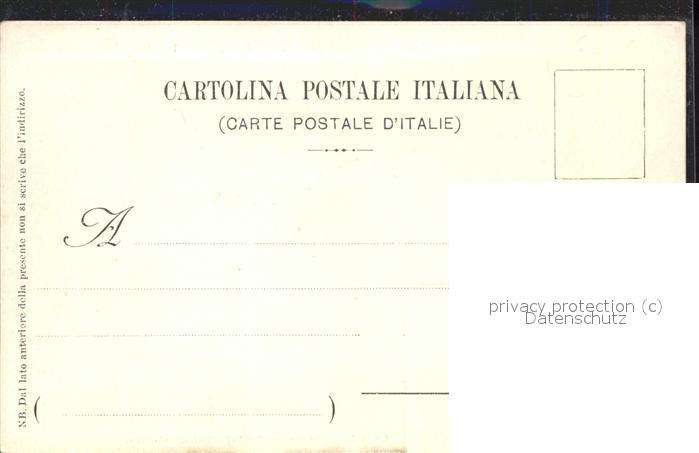 CARTOLINA POSTALE ITALIANA
(CARTE POSTALE D'ITALIE)
A
( )
N.B. Dal lato anteriore della presente non si scrive che l'indirizzo.
privacy protection (c)
Datenschutz